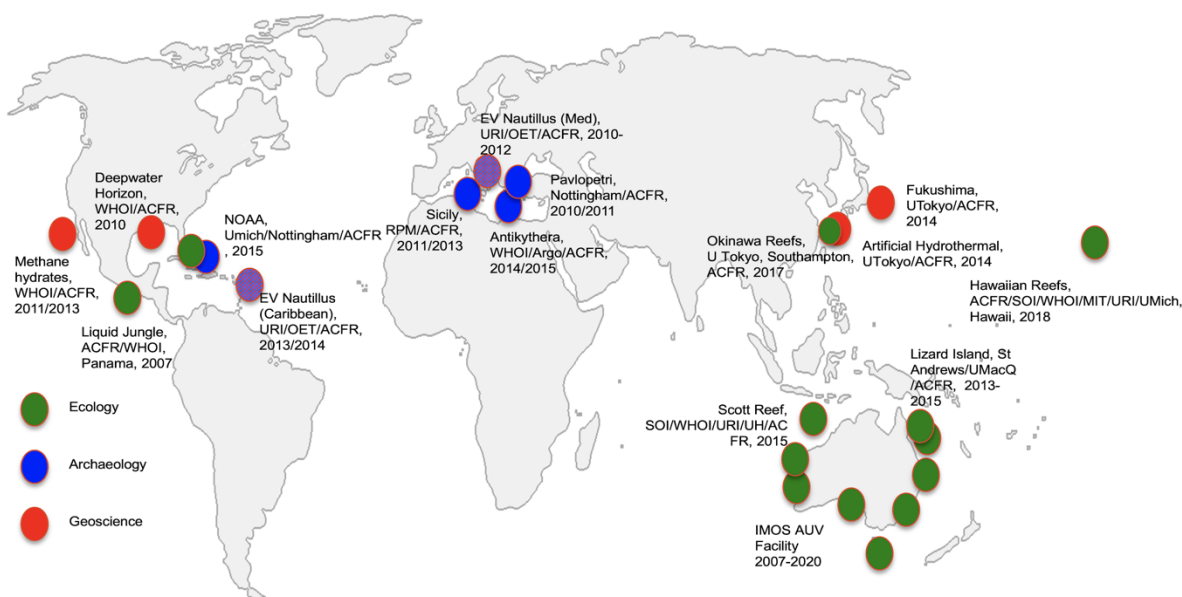 EV Nautillus (Med),
URI/OET/ACFR, 2010-
2012
Deepwater
Horizon,
WHOI/ACFR,
2010
NOAA,
Umich/Nottingham/ACFR
, 2015
Methane
hydrates,
WHOI/ACFR,
2011/2013
Liquid Jungle,
ACFR/WHOI,
Panama, 2007
EV Nautillus
(Caribbean),
URI/OET/ACFR,
2013/2014
Sicily,
RPM/ACFR,
2011/2013
Pavlopetri,
Nottingham/ACFR,
2010/2011
Antikythera,
WHOI/Argo/ACFR,
2014/2015
Fukushima,
UTokyo/ACFR,
2014
Okinawa Reefs,
U Tokyo, Southampton,
ACFR, 2017
Artificial Hydrothermal,
UTokyo/ACFR, 2014
Hawaiian Reefs,
ACFR/SOI/WHOI/MIT/URI/UMich,
Hawaii, 2018
Lizard Island, St
Andrews/UMacQ
/ACFR, 2013-
2015
Scott Reef,
SOI/WHOI/URI/UH/AC
FR, 2015
IMOS AUV
Facility
2007-2020
Ecology
Archaeology
Geoscience